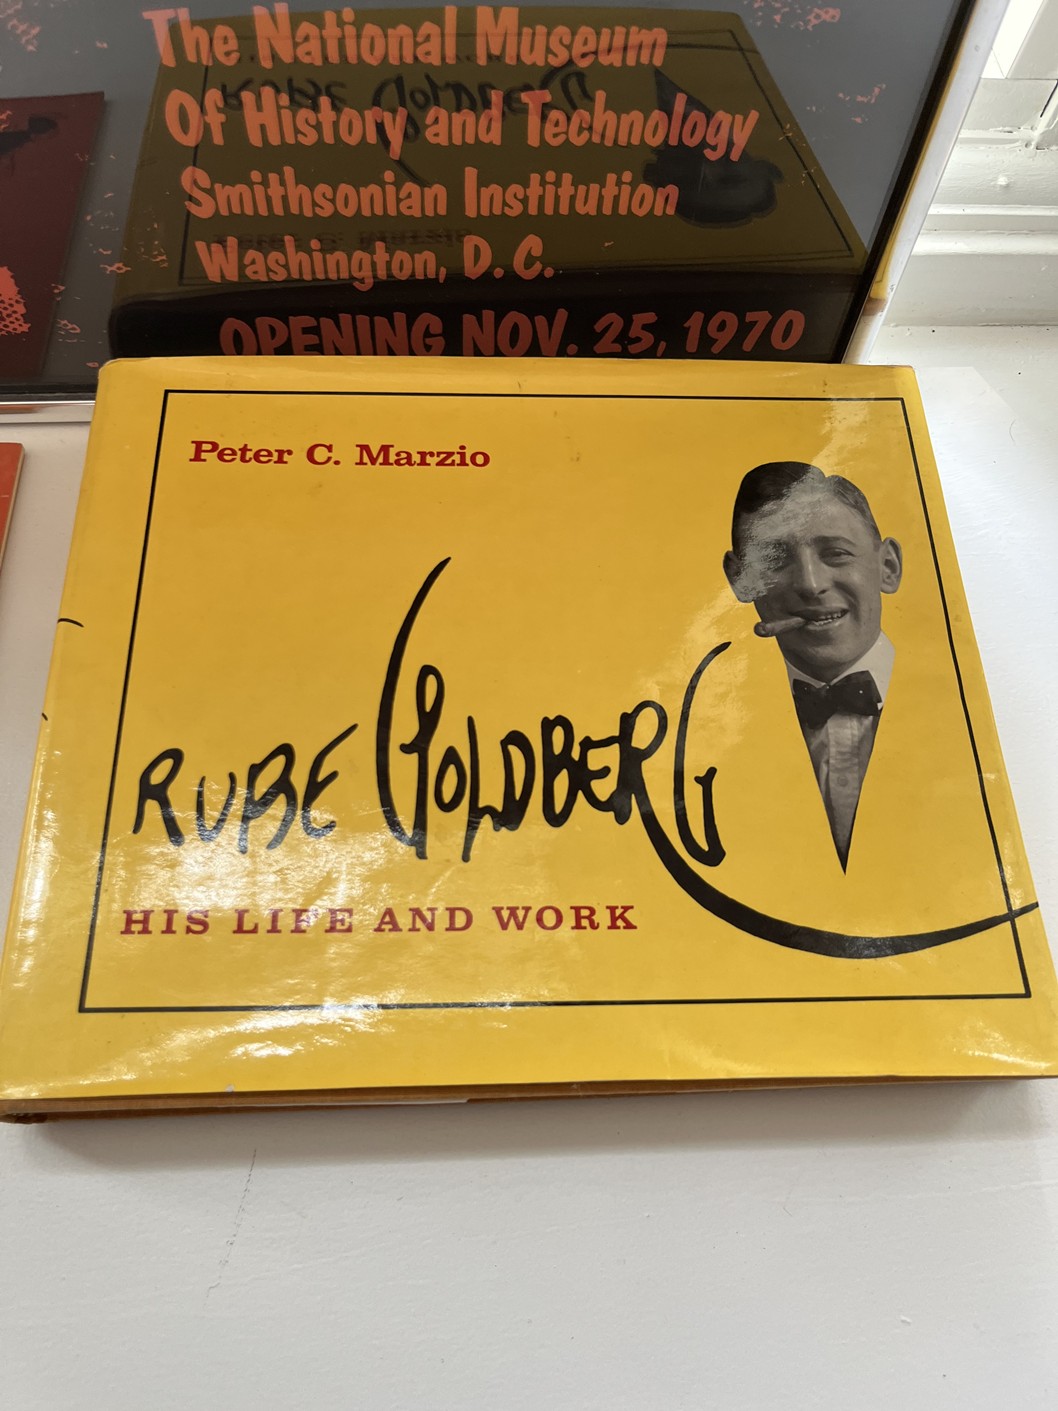 The National Museum
Of History and Technology
Smithsonian Institution
Washington, D.C.
OPENING NOV. 25, 1970
Peter C. Marzio
RUBE GOLDBERG
HIS LIFE AND WORK